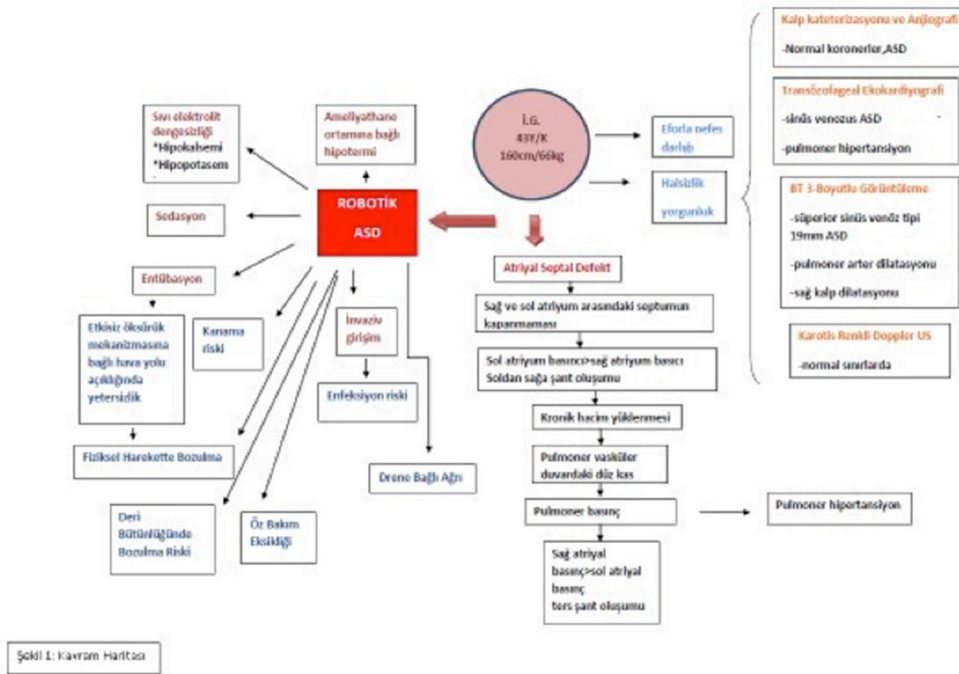 Kalp kateterizasyonu ve Anjiografi
-Normal koronerler,ASD
Transözofageal Ekokardiyografi
-sinüs venozus ASD
-pulmoner hipertansiyon
BT 3-Boyutlu Görüntüleme
-süperior sinüs venöz tipi
19mm ASD
-pulmoner arter dilatasyonu
-sağ kalp dilatasyonu
Karotis Renkli Doppler US
-normal sınırlarda
İ.G.
43Y/K
160cm/66kg
Eforla nefes
darlığı
Halsizlik
yorgunluk
Sıvı elektrolit
dengesizliği
*Hipokalsemi
*Hipopotasem
Ameliyathane
ortamına bağlı
hipotermi
ROBOTİK
ASD
Sedasyon
Entübasyon
Etkisiz öksürük
mekanizmasına
bağlı hava yolu
açıklığında
yetersizlik
Kanama
riski
İnvaziv
girişim
Enfeksiyon riski
Fiziksel Harekette Bozulma
Drene Bağlı Ağrı
Deri
Bütünlüğünde
Bozulma Riski
Öz Bakım
Eksikliği
Atriyal Septal Defekt
Sağ ve sol atriyum arasındaki septumun
kapanmaması
Sol atriyum basıncı>sağ atriyum basıcı
Soldan sağa şant oluşumu
Kronik hacim yüklenmesi
Pulmoner vasküler
duvardaki düz kas
Pulmoner basınç
Pulmoner hipertansiyon
Sağ atriyal
basınç>sol atriyal
basınç
ters şant oluşumu
Şekil 1: Kavram Haritası